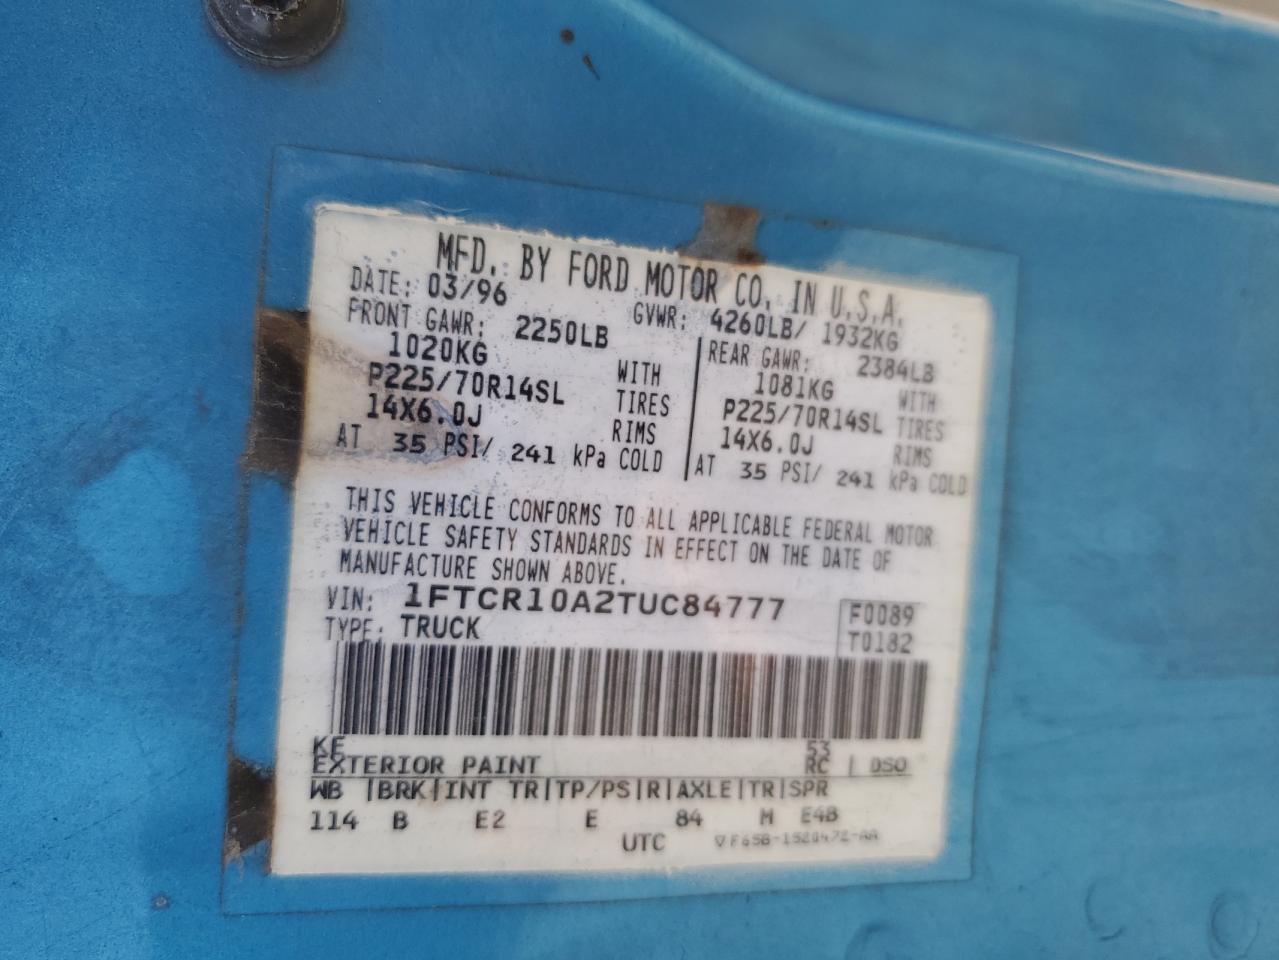 MFD. BY FORD MOTOR CO. IN U.S.A.
DATE: 03/96 GVWR: 4260LB/ 1932KG
FRONT GAWR: 2250LB REAR GAWR: 2384LB
1020KG WITH 1081KG WITH
P225/70R14SL TIRES P225/70R14SL TIRES
14X6.0J RIMS 14X6.0J RIMS
AT 35 PSI/ 241 kPa COLD AT 35 PSI/ 241 kPa COLD
THIS VEHICLE CONFORMS TO ALL APPLICABLE FEDERAL MOTOR
VEHICLE SAFETY STANDARDS IN EFFECT ON THE DATE OF
MANUFACTURE SHOWN ABOVE.
VIN: 1FTCR10A2TUC84777 F0089
TYPE: TRUCK T0182
KE 53
EXTERIOR PAINT RC | DSO
WB |BRK|INT TR|TP/PS|R|AXLE|TR|SPR
114 B E2 E 84 M E4B
UTC ▽F65B-1520472-AA